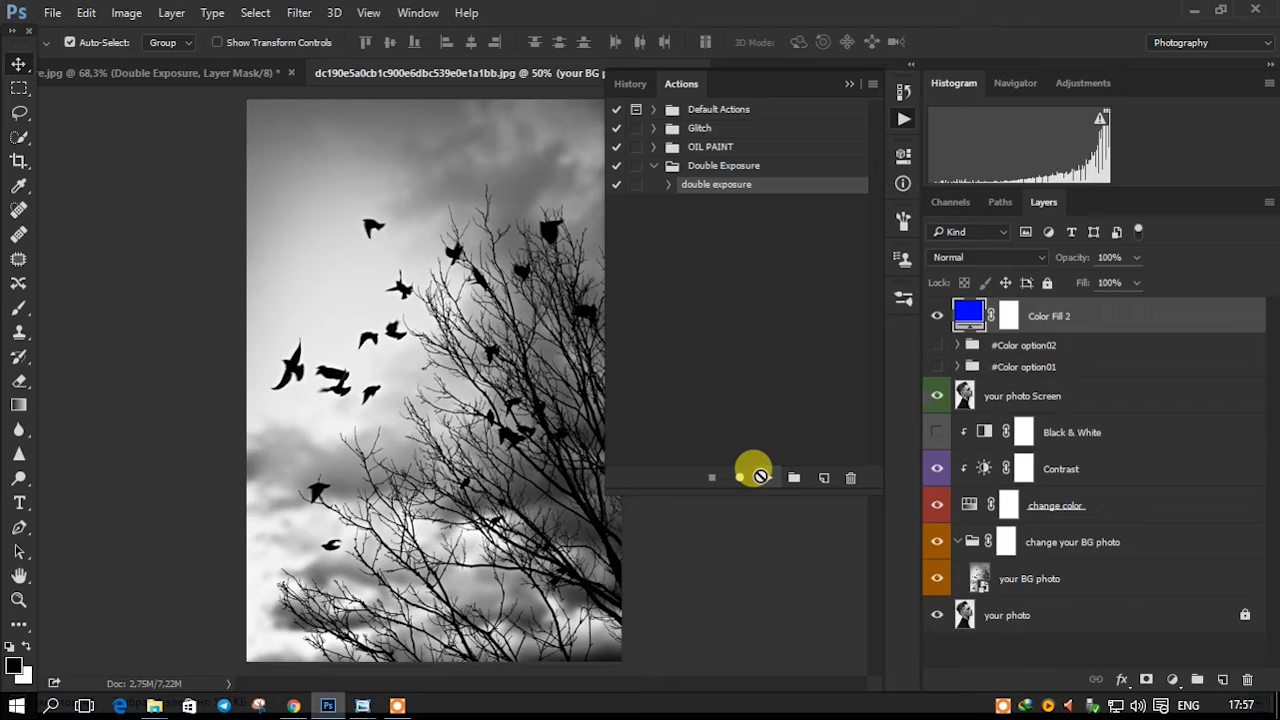 Ps File Edit Image Layer Type Select Filter 3D View Window Help
Auto-Select: Group Show Transform Controls 3D Mode: Photography
re.jpg @ 68,3% (Double Exposure, Layer Mask/8) * × dc190e5a0cb1c900e6dbc539e0e1a1bb.jpg @ 50% (your BG
History Actions
Default Actions
Glitch
OIL PAINT
Double Exposure
double exposure
Histogram Navigator Adjustments
Channels Paths Layers
Kind
Normal Opacity: 100%
Lock: Fill: 100%
Color Fill 2
#Color option02
#Color option01
your photo Screen
Black & White
Contrast
change color
change your BG photo
your BG photo
your photo
Doc: 2,75M/7,22M
ENG 17:57